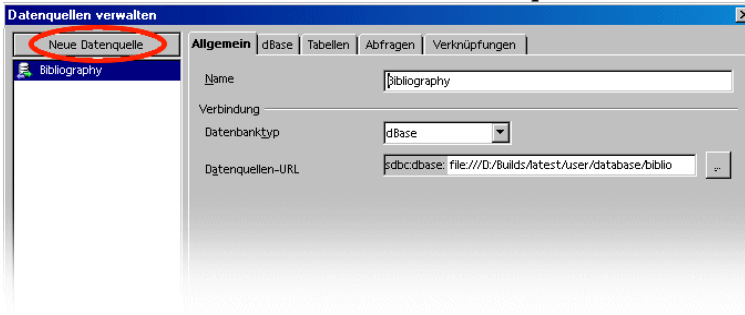 Datenquellen verwalten
Neue Datenquelle
Bibliography
Allgemein dBase Tabellen Abfragen Verknüpfungen
Name Bibliography
Verbindung
Datenbanktyp dBase
Datenquellen-URL sdbc:dbase: file:///D:/Builds/latest/user/database/biblio ...